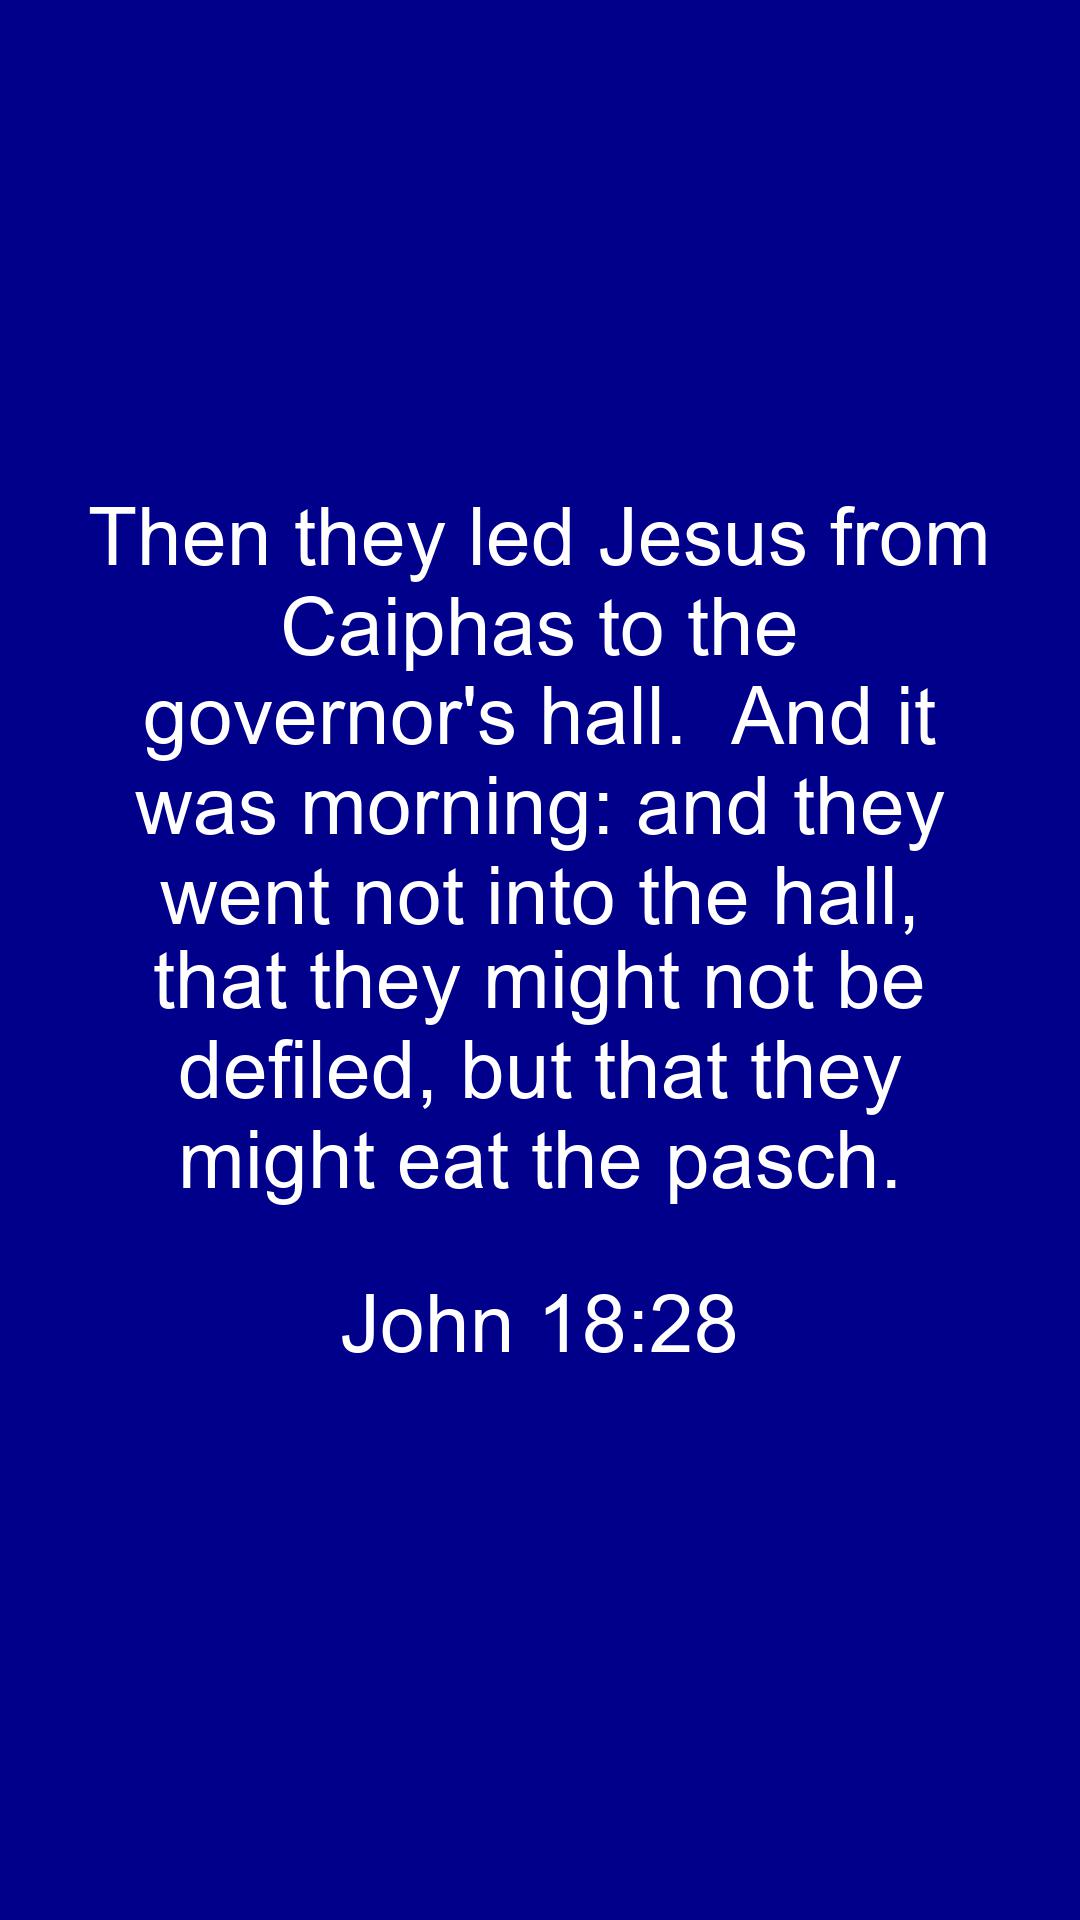 Then they led Jesus from
Caiphas to the
governor's hall.  And it
was morning: and they
went not into the hall,
that they might not be
defiled, but that they
might eat the pasch.
John 18:28